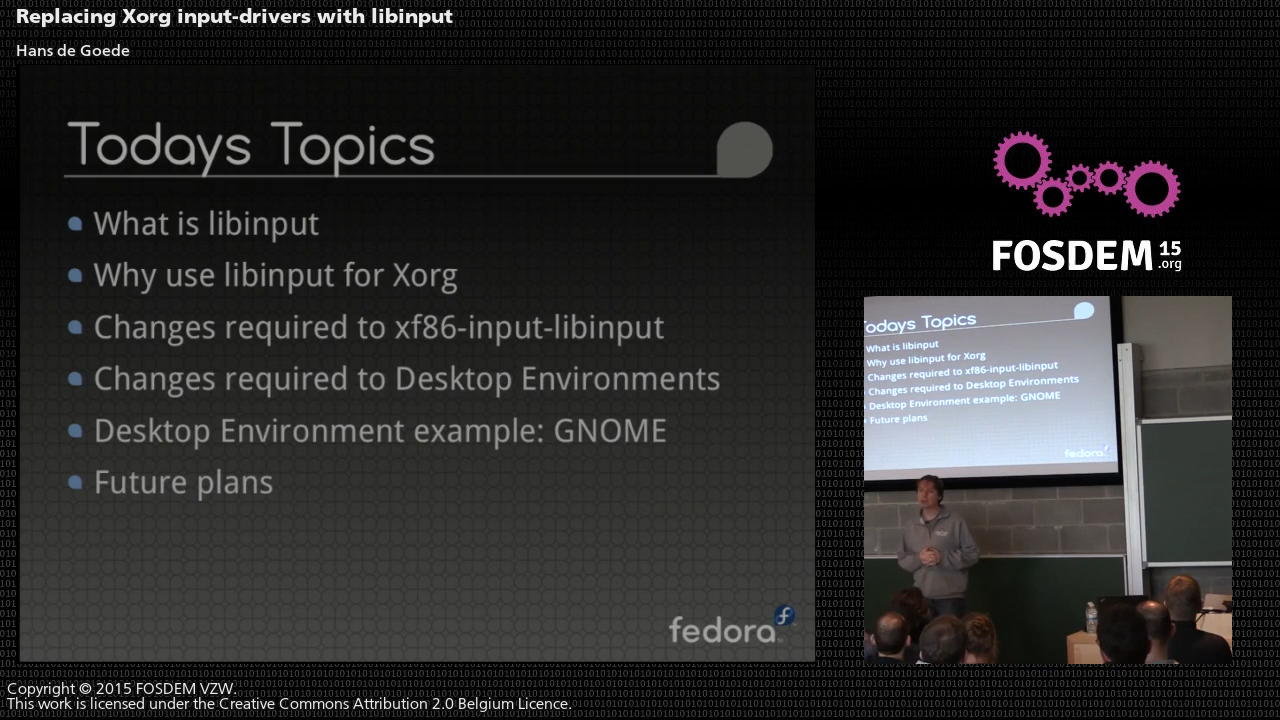 Replacing Xorg input-drivers with libinput
Hans de Goede
Todays Topics
What is libinput
Why use libinput for Xorg
Changes required to xf86-input-libinput
Changes required to Desktop Environments
Desktop Environment example: GNOME
Future plans
fedora
FOSDEM 15
.org
odays Topics
What is libinput
Why use libinput for Xorg
Changes required to xf86-input-libinput
Changes required to Desktop Environments
Desktop Environment example: GNOME
Future plans
fedora
Copyright © 2015 FOSDEM VZW.
This work is licensed under the Creative Commons Attribution 2.0 Belgium Licence.